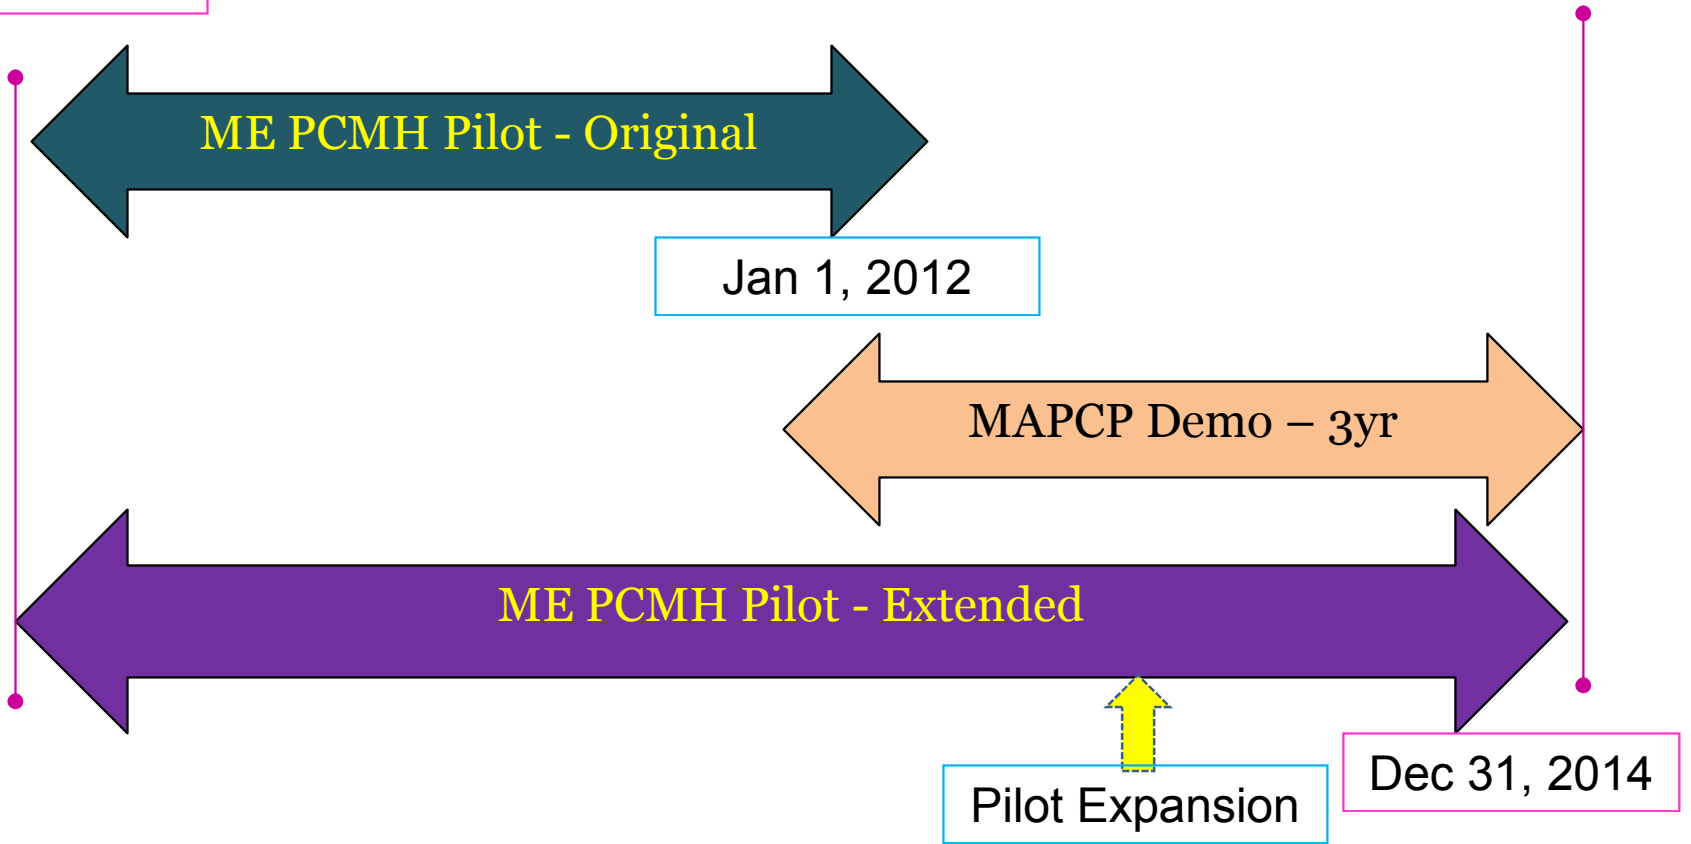 ME PCMH Pilot - Original
Jan 1, 2012
MAPCP Demo – 3yr
ME PCMH Pilot - Extended
Dec 31, 2014
Pilot Expansion